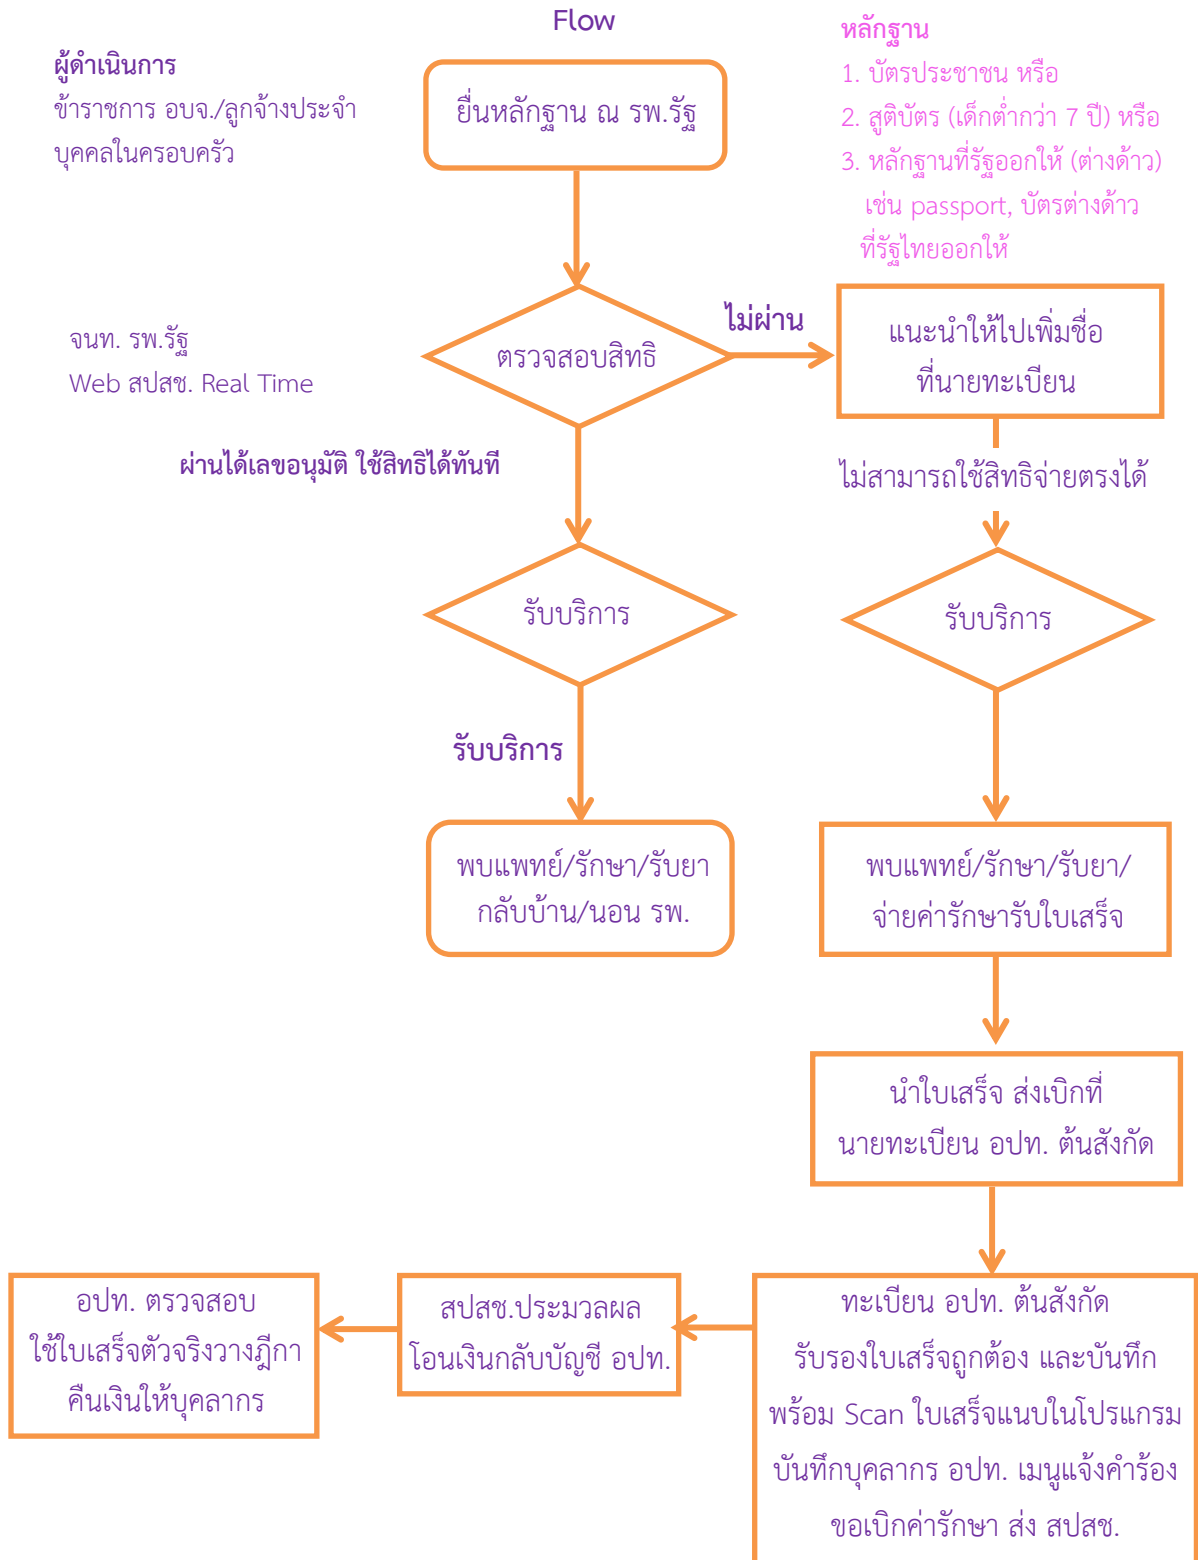 Flow
ผู้ดำเนินการ
ข้าราชการ อบจ./ลูกจ้างประจำ
บุคคลในครอบครัว
ยื่นหลักฐาน ณ รพ.รัฐ
หลักฐาน
1. บัตรประชาชน หรือ
2. สูติบัตร (เด็กต่ำกว่า 7 ปี) หรือ
3. หลักฐานที่รัฐออกให้ (ต่างด้าว)
เช่น passport, บัตรต่างด้าว
ที่รัฐไทยออกให้
จนท. รพ.รัฐ
Web สปสช. Real Time
ตรวจสอบสิทธิ
ไม่ผ่าน
แนะนำให้ไปเพิ่มชื่อ
ที่นายทะเบียน
ผ่านได้เลขอนุมัติ ใช้สิทธิได้ทันที
ไม่สามารถใช้สิทธิจ่ายตรงได้
รับบริการ
รับบริการ
รับบริการ
พบแพทย์/รักษา/รับยา
กลับบ้าน/นอน รพ.
พบแพทย์/รักษา/รับยา/
จ่ายค่ารักษารับใบเสร็จ
นำใบเสร็จ ส่งเบิกที่
นายทะเบียน อปท. ต้นสังกัด
ทะเบียน อปท. ต้นสังกัด
รับรองใบเสร็จถูกต้อง และบันทึก
พร้อม Scan ใบเสร็จแนบในโปรแกรม
บันทึกบุคลากร อปท. เมนูแจ้งคำร้อง
ขอเบิกค่ารักษา ส่ง สปสช.
สปสช.ประมวลผล
โอนเงินกลับบัญชี อปท.
อปท. ตรวจสอบ
ใช้ใบเสร็จตัวจริงวางฎีกา
คืนเงินให้บุคลากร